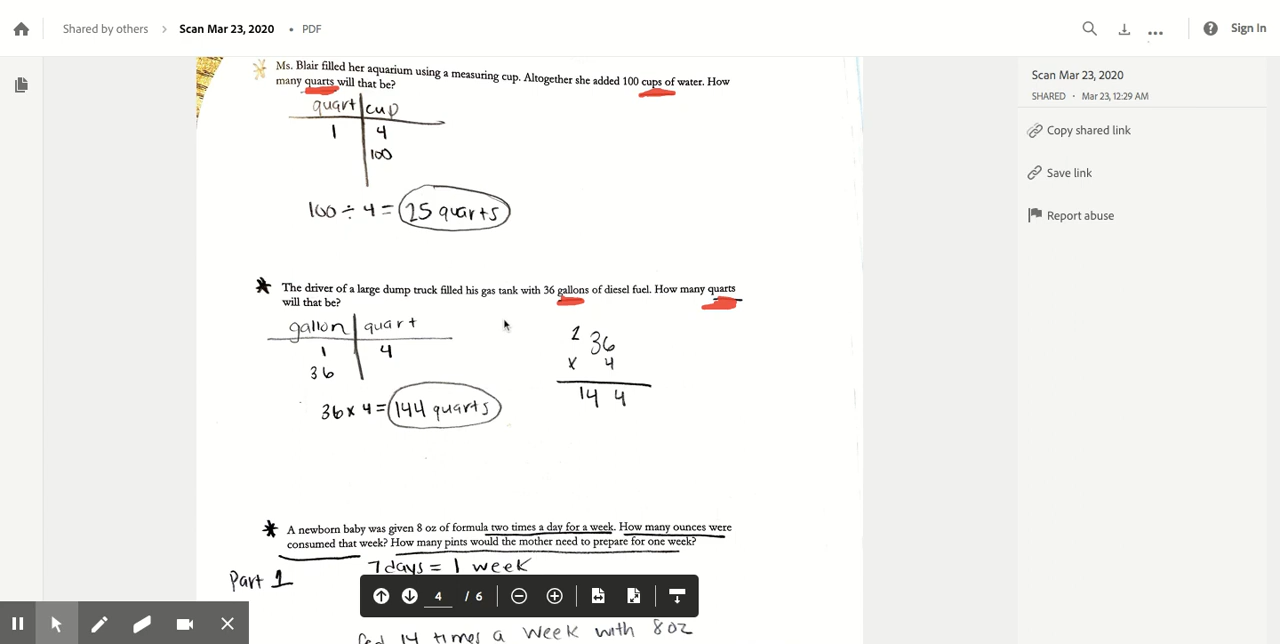 Shared by others > Scan Mar 23, 2020 • PDF
... ? Sign In
Scan Mar 23, 2020
SHARED • Mar 23, 12:29 AM
Copy shared link
Save link
Report abuse
Ms. Blair filled her aquarium using a measuring cup. Altogether she added 100 cups of water. How
many quarts will that be?
quart cup
1 4
100
100 ÷ 4 = 25 quarts
The driver of a large dump truck filled his gas tank with 36 gallons of diesel fuel. How many quarts
will that be?
gallon quart
1 4
36
36 x 4 = 144 quarts
2 36
x 4
14 4
A newborn baby was given 8 oz of formula two times a day for a week. How many ounces were
consumed that week? How many pints would the mother need to prepare for one week?
7 days = 1 week
Part 1
4 / 6
14 times a week with 8oz